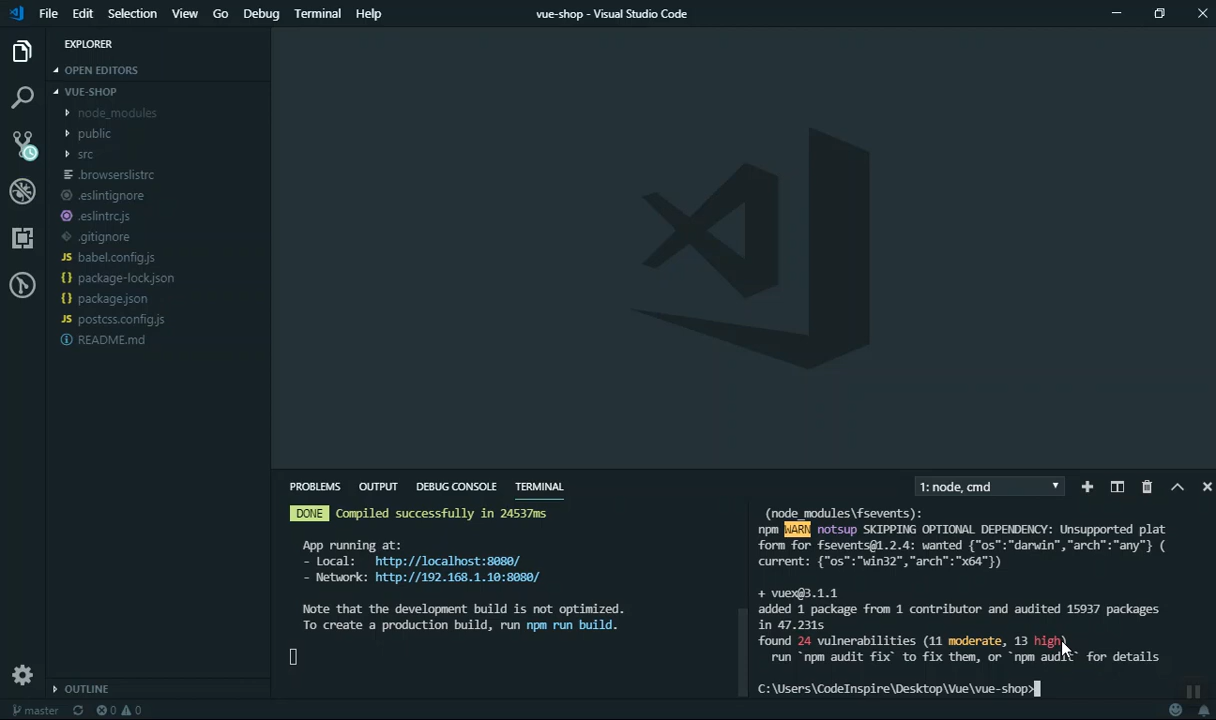 File Edit Selection View Go Debug Terminal Help
vue-shop - Visual Studio Code
EXPLORER
OPEN EDITORS
VUE-SHOP
node_modules
public
src
.browserslistrc
.eslintignore
.eslintrc.js
.gitignore
JS babel.config.js
{} package-lock.json
{} package.json
JS postcss.config.js
README.md
OUTLINE
PROBLEMS OUTPUT DEBUG CONSOLE TERMINAL
1: node, cmd
DONE Compiled successfully in 24537ms
App running at:
- Local: http://localhost:8080/
- Network: http://192.168.1.10:8080/
Note that the development build is not optimized.
To create a production build, run npm run build.
(node_modules\fsevents):
npm WARN notsup SKIPPING OPTIONAL DEPENDENCY: Unsupported plat
form for fsevents@1.2.4: wanted {"os":"darwin","arch":"any"} (
current: {"os":"win32","arch":"x64"})
+ vuex@3.1.1
added 1 package from 1 contributor and audited 15937 packages
in 47.231s
found 24 vulnerabilities (11 moderate, 13 high)
run `npm audit fix` to fix them, or `npm audit` for details
C:\Users\CodeInspire\Desktop\Vue\vue-shop>
master 0 0